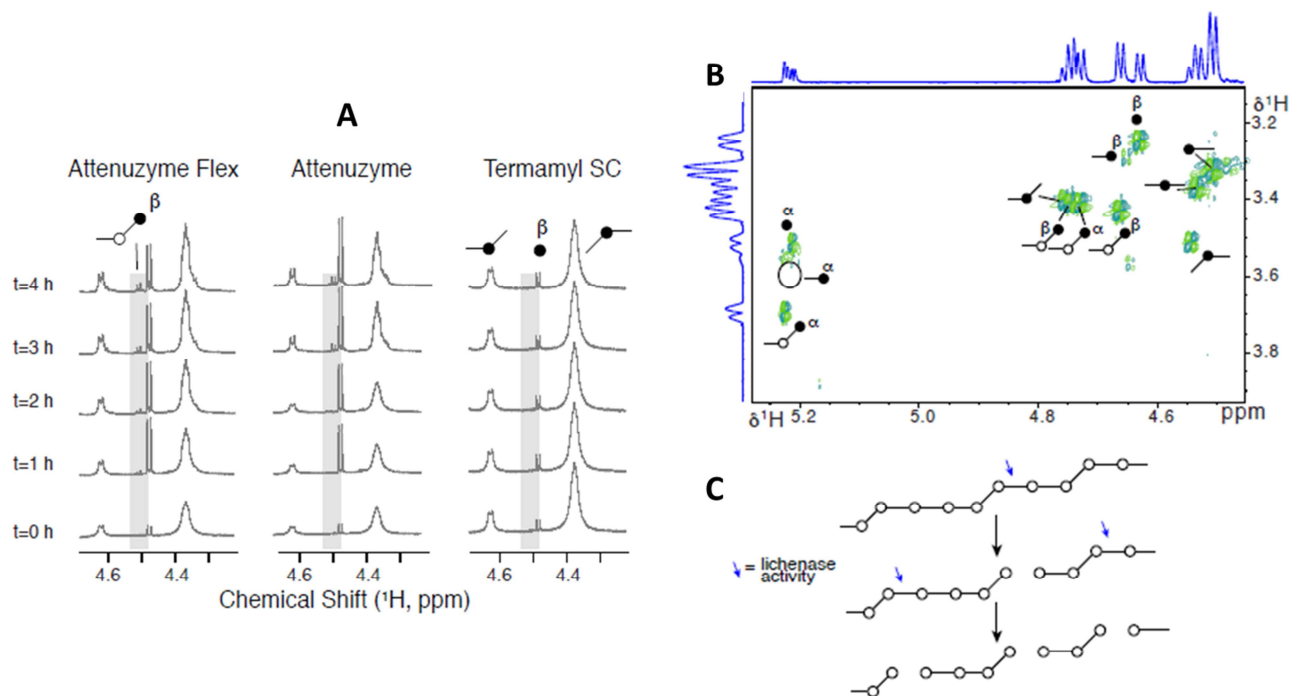 A
Attenuzyme Flex
Attenuzyme
Termamyl SC
β
β
t=4 h
t=3 h
t=2 h
t=1 h
t=0 h
4.6 4.4
4.6 4.4
4.6 4.4
Chemical Shift (¹H, ppm)
B
δ¹H
3.2
3.4
3.6
3.8
β
β
α
β
α
β
α
α
δ¹H 5.2 5.0 4.8 4.6 ppm
C
= lichenase
activity